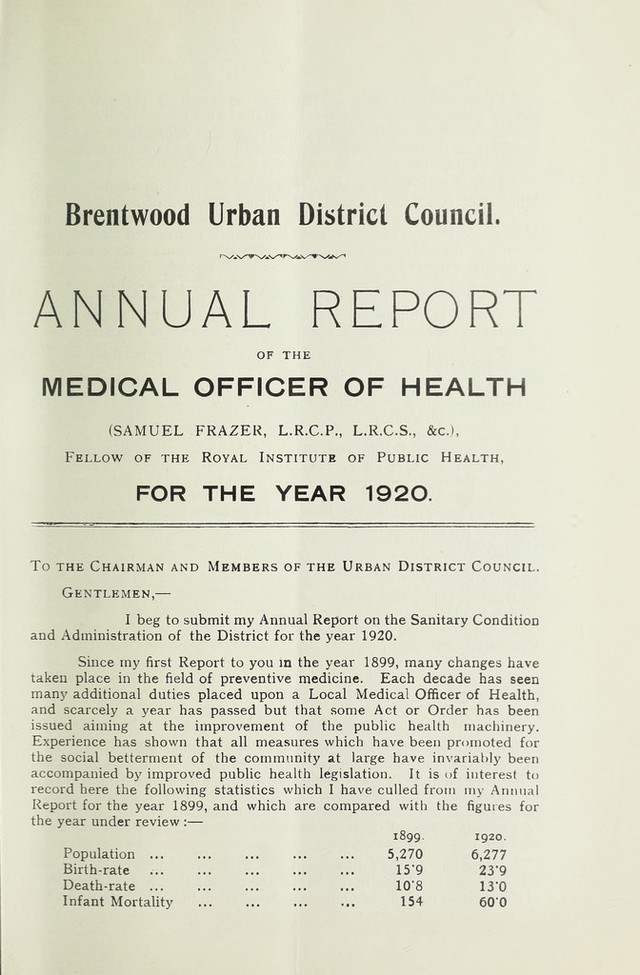 Brentwood Urban District Council.
ANNUAL REPORT
OF THE
MEDICAL OFFICER OF HEALTH
(SAMUEL FRAZER, L.R.C.P., L.R.C.S., &c.),
FELLOW OF THE ROYAL INSTITUTE OF PUBLIC HEALTH,
FOR THE YEAR 1920.
TO THE CHAIRMAN AND MEMBERS OF THE URBAN DISTRICT COUNCIL.
GENTLEMEN,—
I beg to submit my Annual Report on the Sanitary Condition
and Administration of the District for the year 1920.
Since my first Report to you in the year 1899, many changes have
taken place in the field of preventive medicine. Each decade has seen
many additional duties placed upon a Local Medical Officer of Health,
and scarcely a year has passed but that some Act or Order has been
issued aiming at the improvement of the public health machinery.
Experience has shown that all measures which have been promoted for
the social betterment of the community at large have invariably been
accompanied by improved public health legislation. It is of interest to
record here the following statistics which I have culled from my Annual
Report for the year 1899, and which are compared with the figures for
the year under review :—
1899. 1920.
Population ... ... ... ... ... 5,270 6,277
Birth-rate ... ... ... ... ... 15·9 23·9
Death-rate ... ... ... ... ... 10·8 13·0
Infant Mortality ... ... ... ... 154 60·0